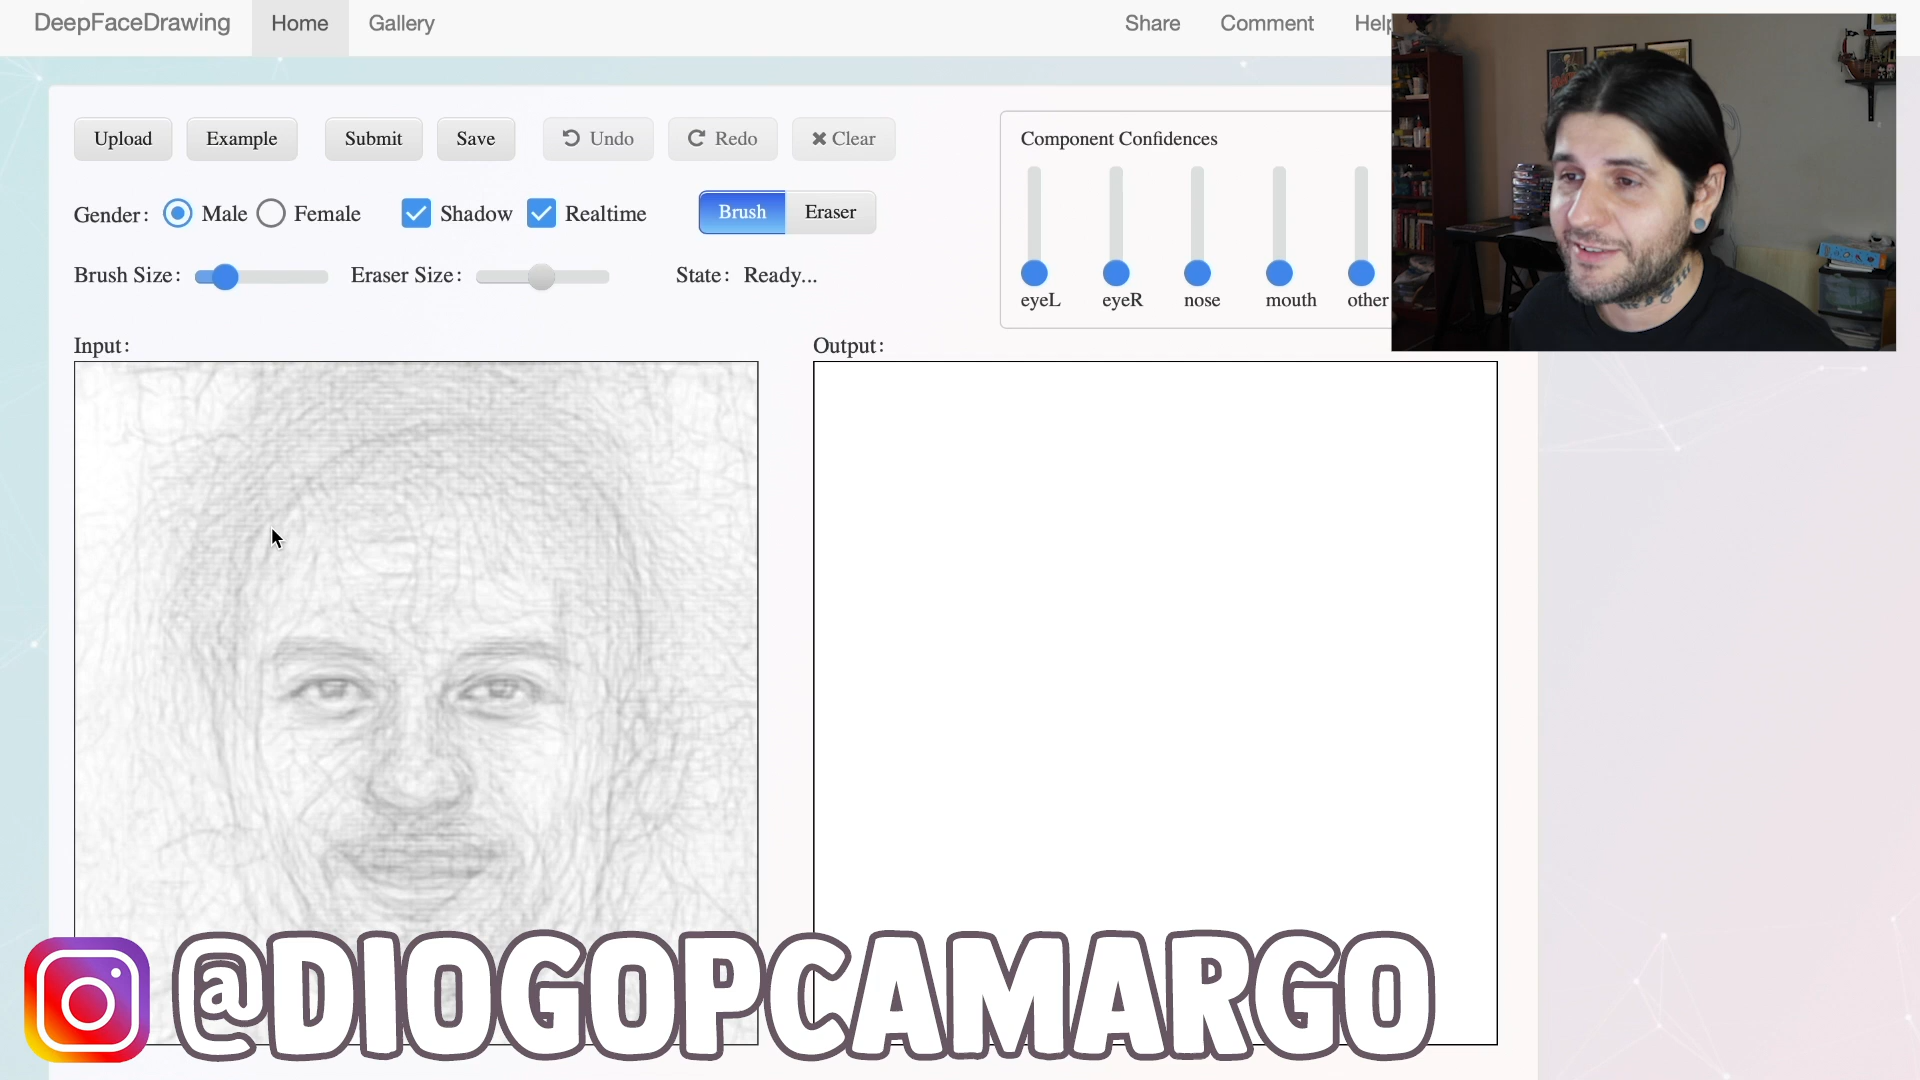 DeepFaceDrawing Home Gallery Share Comment
Upload Example Submit Save Undo Redo Clear
Component Confidences
Gender: Male Female Shadow Realtime Brush Eraser
Brush Size: Eraser Size: State: Ready...
eyeL eyeR nose mouth other
Input: Output:
@DIOGOPCAMARGO